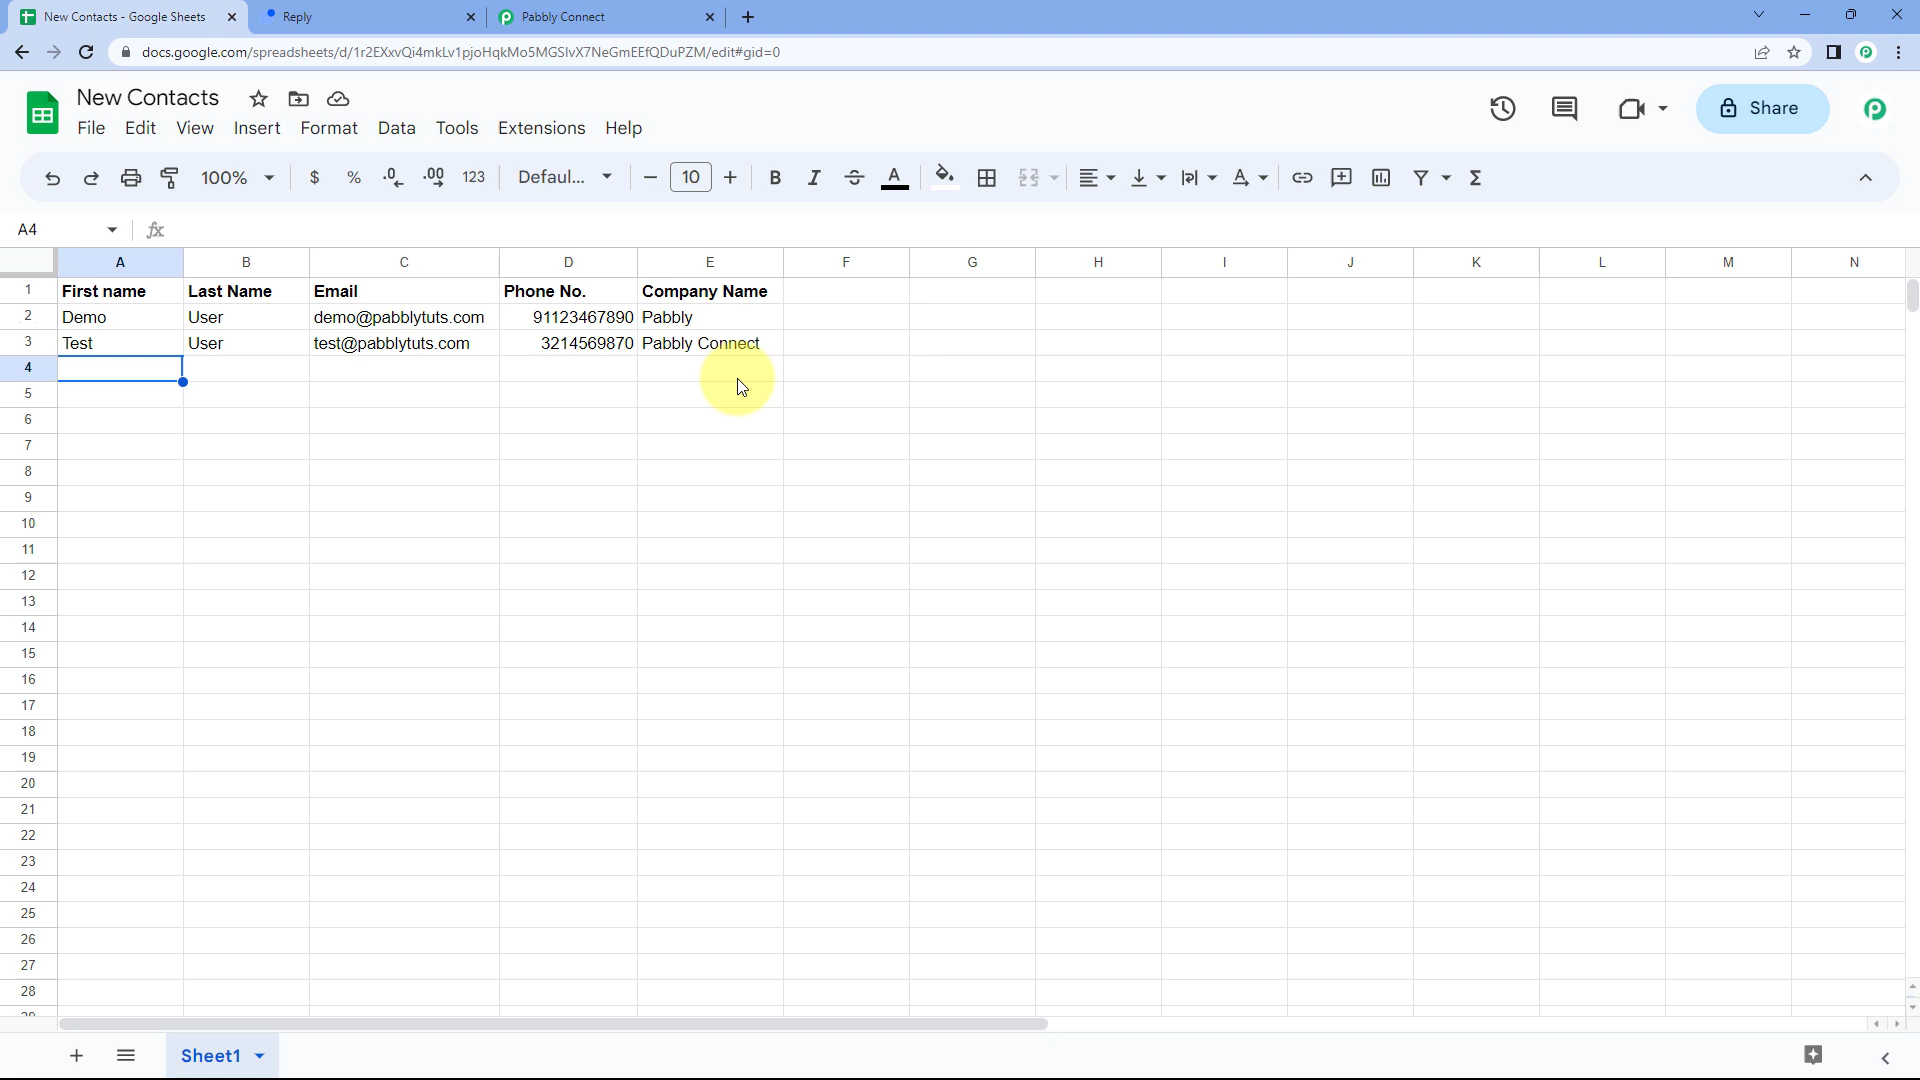 New Contacts - Google Sheets
Reply
Pabbly Connect
docs.google.com/spreadsheets/d/1r2EXxvQi4mkLv1pjoHqkMo5MGSlvX7NeGmEEfQDuPZM/edit#gid=0
New Contacts
Share
File Edit View Insert Format Data Tools Extensions Help
100% $ % .0 .00 123 Defaul... 10 B I A A
A4 fx
A B C D E F G H I J K L M N
1 First name Last Name Email Phone No. Company Name
2 Demo User demo@pabblytuts.com 91123467890 Pabbly
3 Test User test@pabblytuts.com 3214569870 Pabbly Connect
4
5
6
7
8
9
10
11
12
13
14
15
16
17
18
19
20
21
22
23
24
25
26
27
28
Sheet1